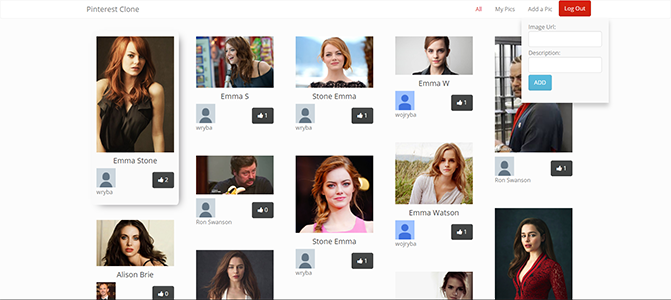 Pinterest Clone
All
My Pics
Add a Pic
Log Out
Image Url:
Description:
ADD
Emma Stone
2
wryba
Emma S
1
wryba
Stone Emma
1
wryba
Emma W
1
wojryba
1
Ron Swanson
0
Ron Swanson
Stone Emma
1
wryba
Emma Watson
1
wojryba
Alison Brie
0